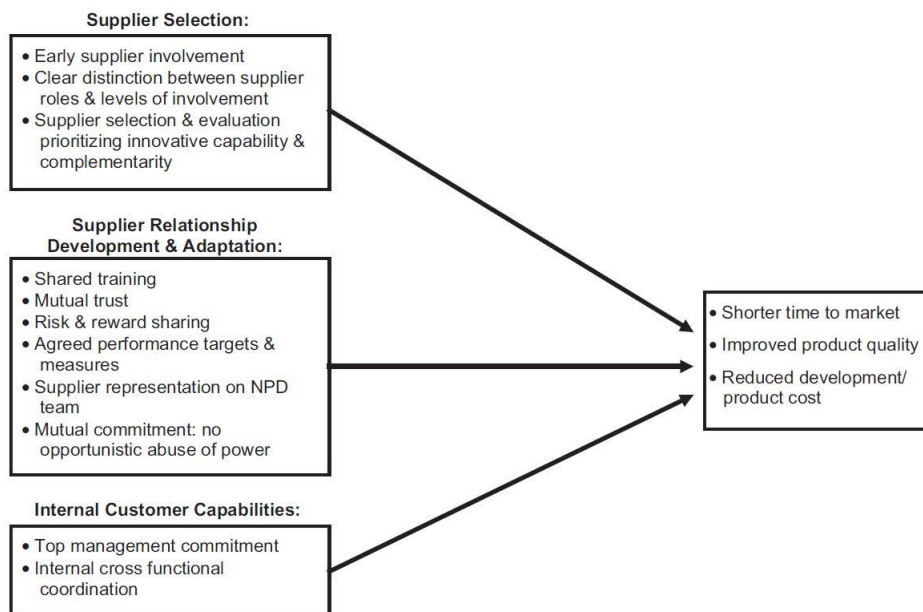 Supplier Selection:
• Early supplier involvement
• Clear distinction between supplier
roles & levels of involvement
• Supplier selection & evaluation
prioritizing innovative capability &
complementarity
Supplier Relationship
Development & Adaptation:
• Shared training
• Mutual trust
• Risk & reward sharing
• Agreed performance targets &
measures
• Supplier representation on NPD
team
• Mutual commitment: no
opportunistic abuse of power
Internal Customer Capabilities:
• Top management commitment
• Internal cross functional
coordination
• Shorter time to market
• Improved product quality
• Reduced development/
product cost